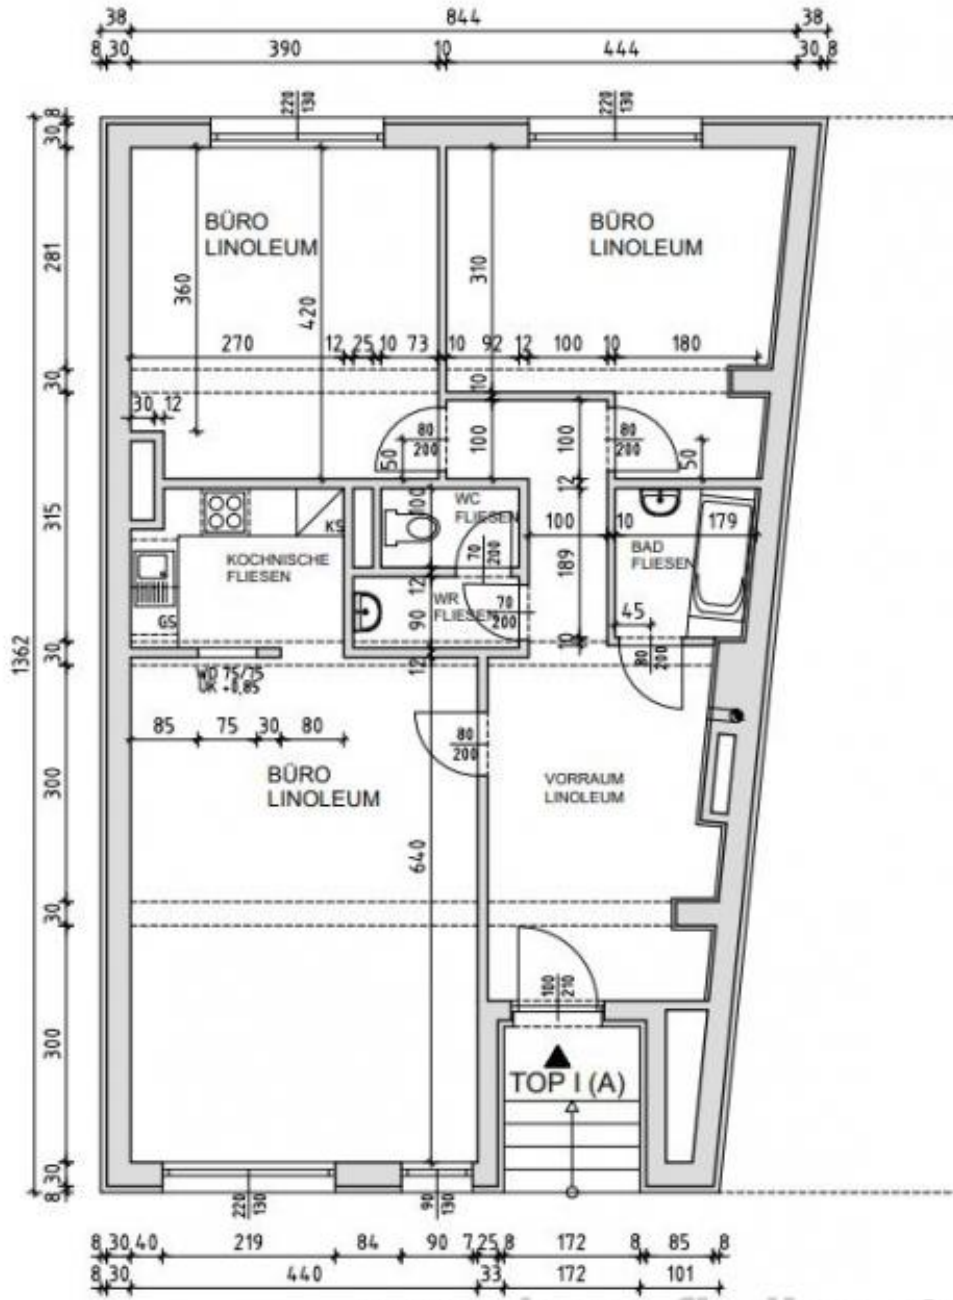 38 844 38
8 30 390 10 444 30 8
220 130 220 130
30 8
BÜRO
LINOLEUM
BÜRO
LINOLEUM
281
360
420
310
270 12 25 10 73 10 92 12 100 10 180
30
10
30 12
80
200
80
200
50
100
100
50
315
12
100
WC
FLIESEN
KS
100
10
179
KOCHNISCHE
FLIESEN
70
200
189
BAD
FLIESEN
12
WR
FLIESEN
70
200
90
45
GS
10
1362
30
12
80
200
WD 75/75
UK +0,85
85 75 30 80
80
200
BÜRO
LINOLEUM
VORRAUM
LINOLEUM
300
640
30
100
210
300
TOP I (A)
8 30
220 130 90 130
8 30 40 219 84 90 7 25 8 172 8 85 8
8 30 440 33 172 101